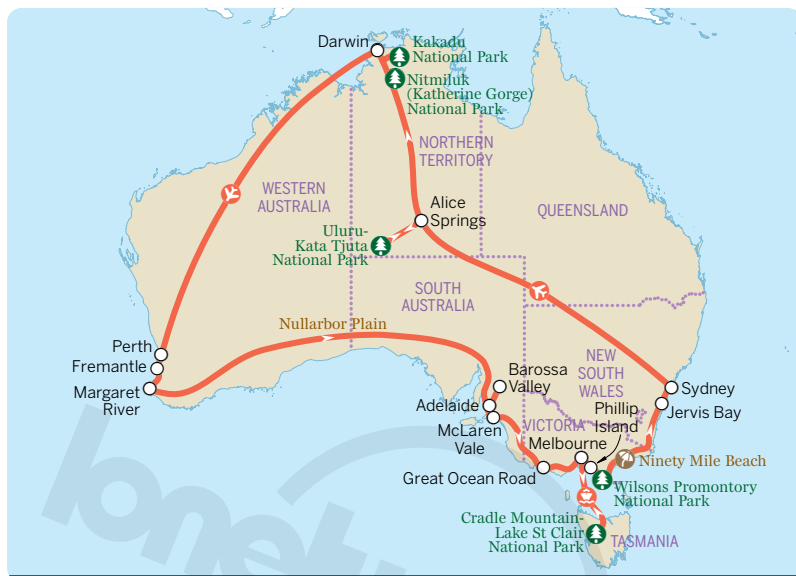 Darwin
Kakadu
National Park
Nitmiluk
(Katherine Gorge)
National Park
NORTHERN
TERRITORY
WESTERN
AUSTRALIA
Alice
Springs
QUEENSLAND
Uluru-
Kata Tjuta
National Park
SOUTH
AUSTRALIA
Nullarbor Plain
Perth
Fremantle
Margaret
River
Barossa
Valley
NEW
SOUTH
WALES
Sydney
Jervis Bay
Adelaide
McLaren
Vale
VICTORIA
Phillip
Island
Melbourne
Great Ocean Road
Ninety Mile Beach
Wilsons Promontory
National Park
Cradle Mountain-
Lake St Clair
National Park
TASMANIA
lonely